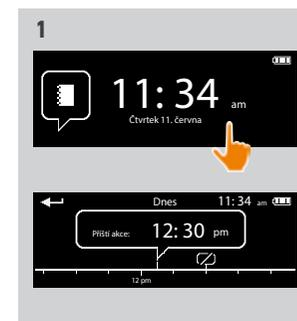 1
11: 34 am
Čtvrtek 11. června
Dnes 11: 34 am
Příští akce: 12: 30 pm
12 pm